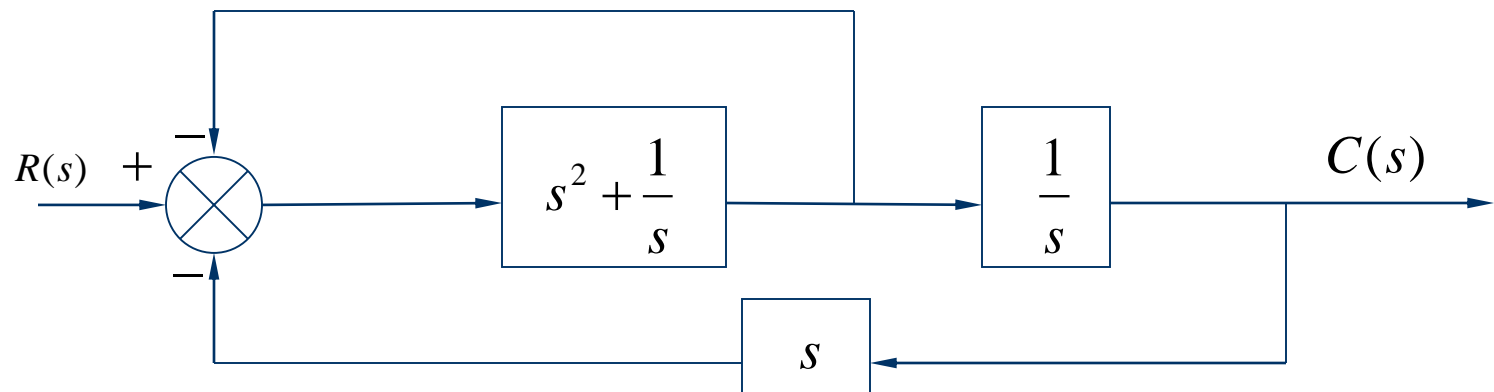 −
R(s) +
s² + 1/s
1/s
C(s)
−
s